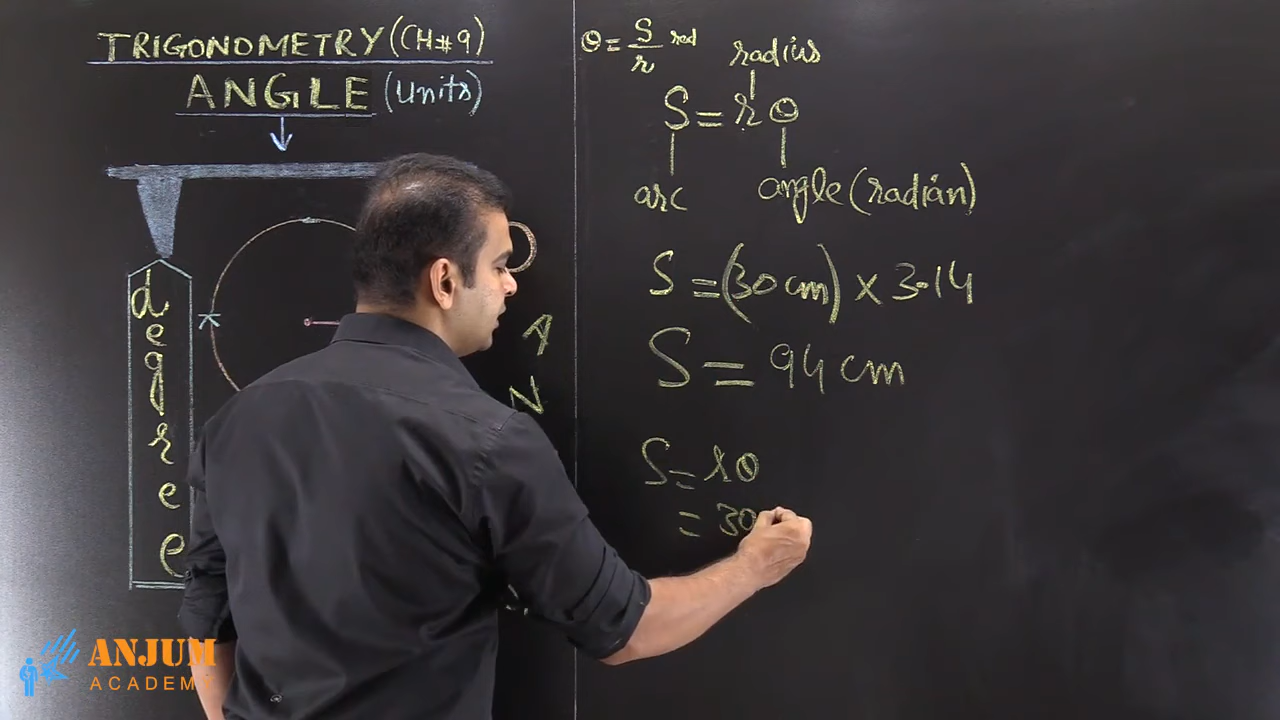 TRIGONOMETRY (CH#9)
ANGLE (Units)
degree
A
N
θ = S/r rad
radius
S = rθ
arc
angle (radian)
S = (30 cm) × 3.14
S = 94 cm
S = rθ
= 30
ANJUM
ACADEMY